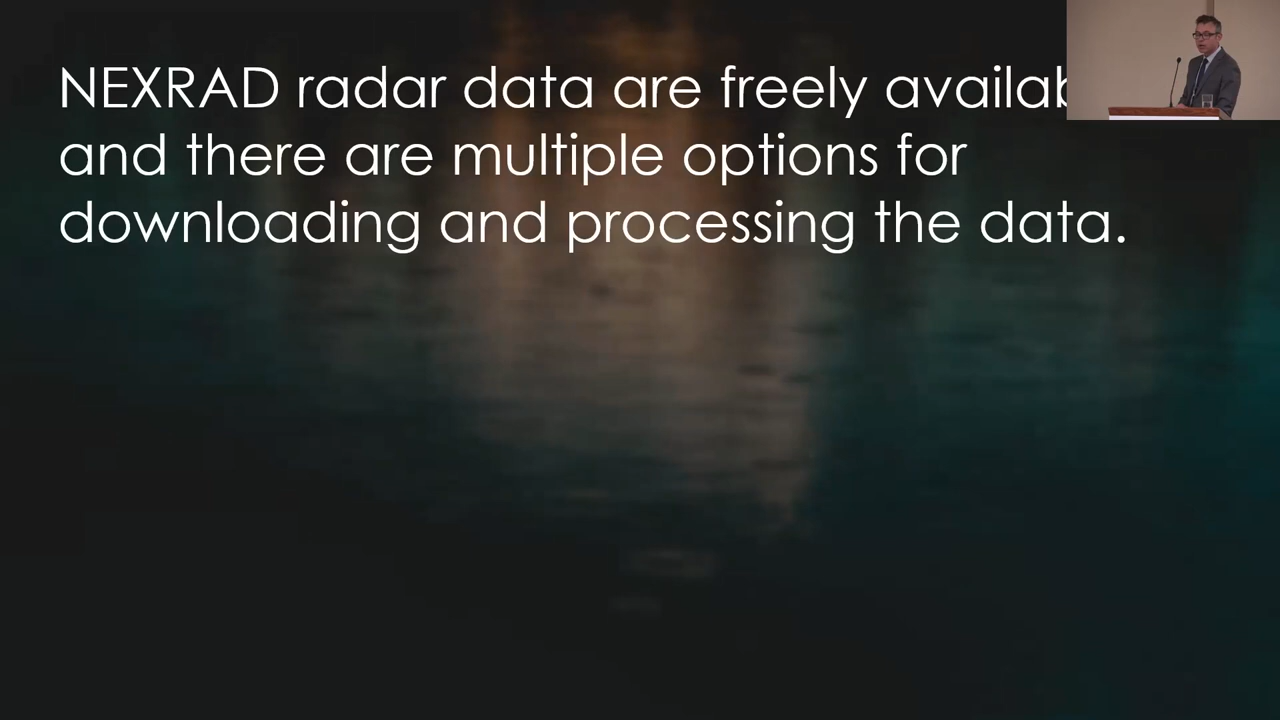 NEXRAD radar data are freely
and there are multiple options for
downloading and processing the data.